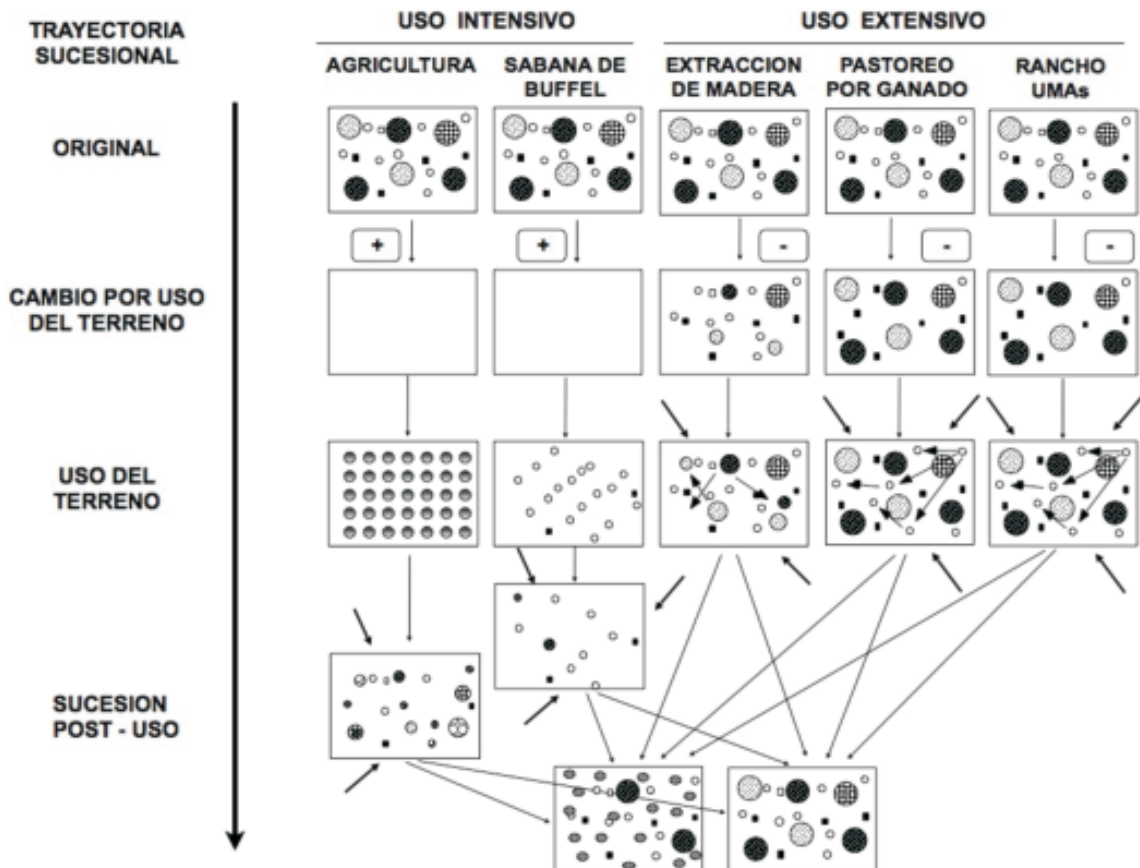 TRAYECTORIA
SUCESIONAL
USO INTENSIVO
USO EXTENSIVO
AGRICULTURA
SABANA DE
BUFFEL
EXTRACCION
DE MADERA
PASTOREO
POR GANADO
RANCHO
UMAs
ORIGINAL
+
+
-
-
-
CAMBIO POR USO
DEL TERRENO
USO DEL
TERRENO
SUCESION
POST - USO